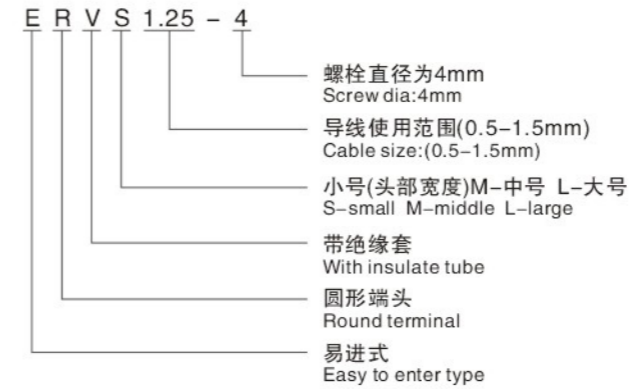 E R V S 1.25 – 4
螺栓直径为4mm
Screw dia:4mm
导线使用范围(0.5–1.5mm)
Cable size:(0.5–1.5mm)
小号(头部宽度)M–中号 L–大号
S–small M–middle L–large
带绝缘套
With insulate tube
圆形端头
Round terminal
易进式
Easy to enter type